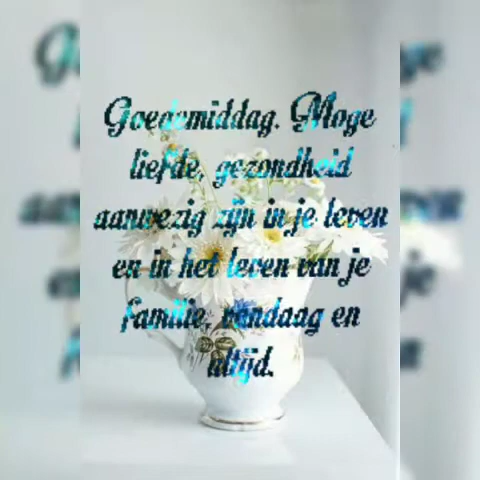 Goedemiddag. Moge
liefde, gezondheid
aanwezig zijn in je leven
en in het leven van je
familie, vandaag en
altijd.